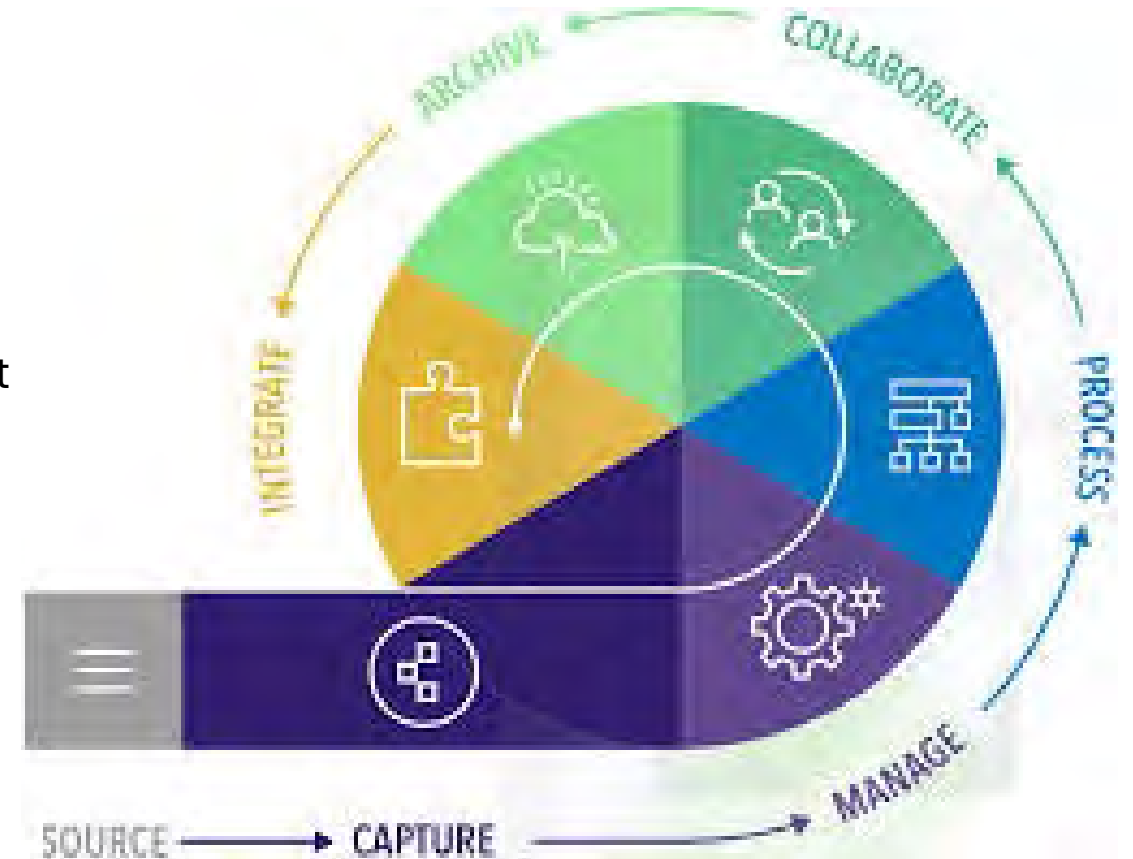 t
SOURCE
CAPTURE
MANAGE
PROCESS
COLLABORATE
ARCHIVE
INTEGRATE